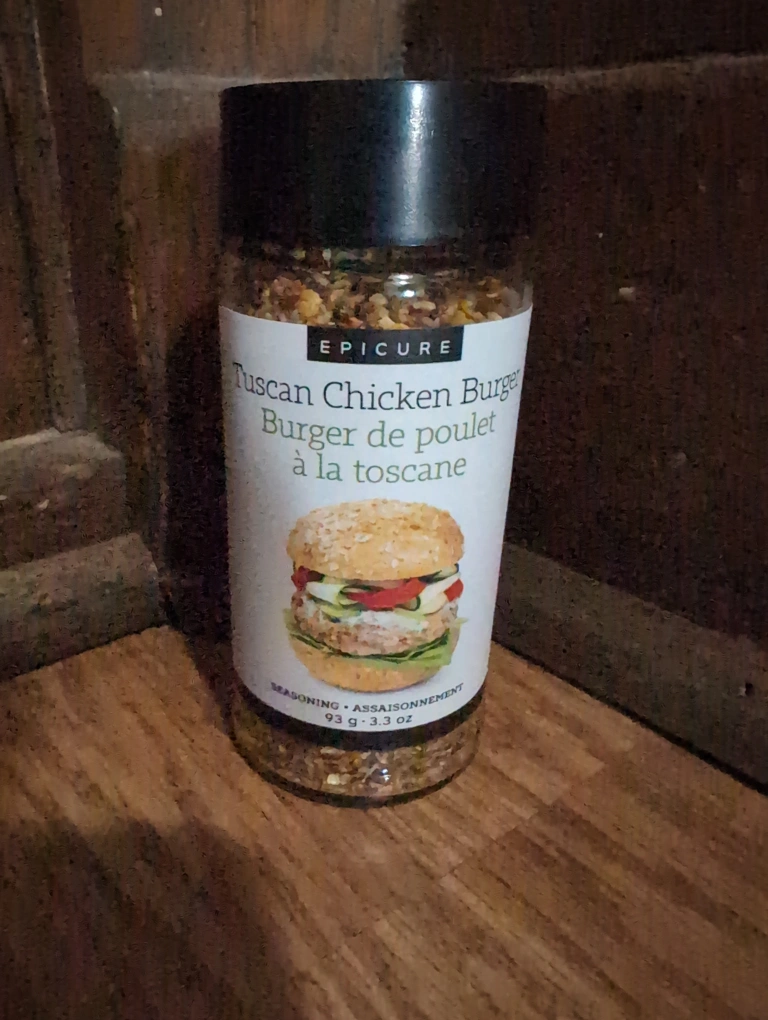 EPICURE
Tuscan Chicken Burger
Burger de poulet
à la toscane
SEASONING • ASSAISONNEMENT
93 g · 3.3 oz